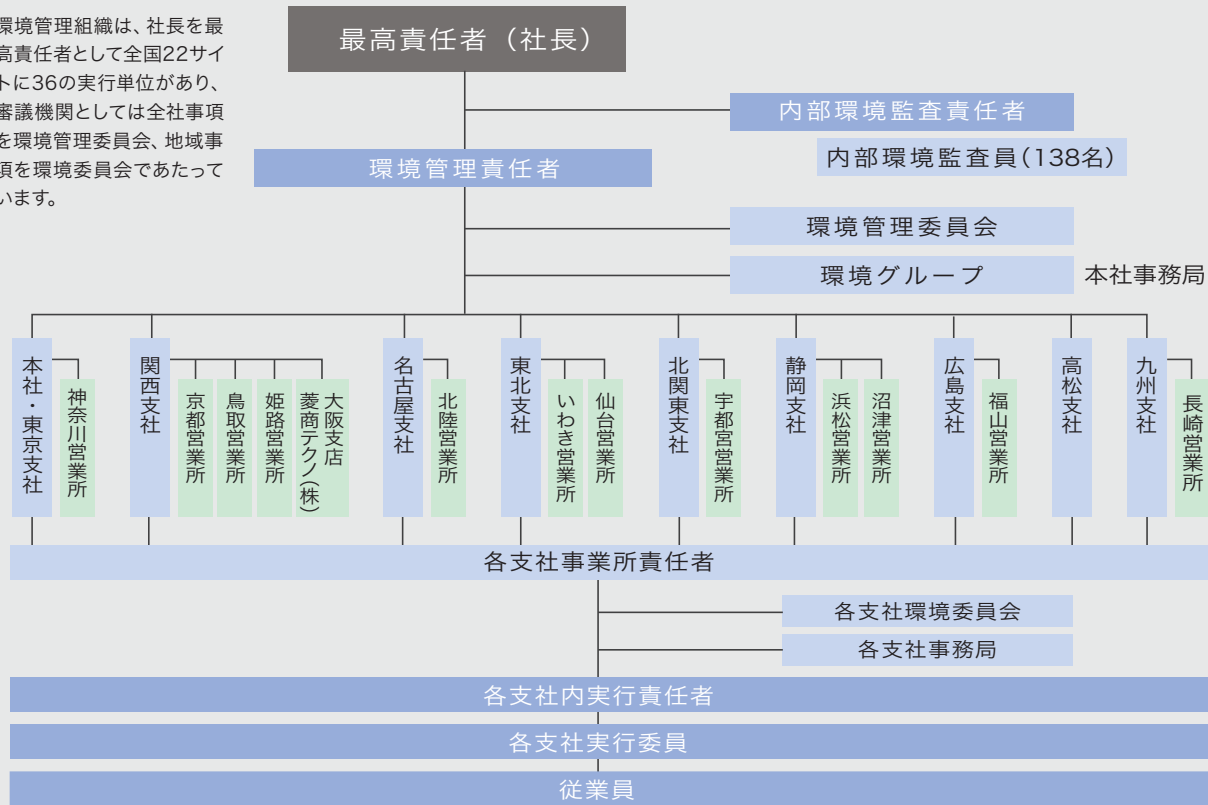 環境管理組織は、社長を最
高責任者として全国22サイ
トに36の実行単位があり、
審議機関としては全社事項
を環境管理委員会、地域事
項を環境委員会であたって
います。
最高責任者（社長）
内部環境監査責任者
内部環境監査員(138名)
環境管理責任者
環境管理委員会
環境グループ
本社事務局
本社・東京支社
神奈川営業所
関西支社
京都営業所
鳥取営業所
姫路営業所
大阪支店
菱商テクノ(株)
名古屋支社
北陸営業所
東北支社
いわき営業所
仙台営業所
北関東支社
宇都宮営業所
静岡支社
浜松営業所
沼津営業所
広島支社
福山営業所
高松支社
九州支社
長崎営業所
各支社事業所責任者
各支社環境委員会
各支社事務局
各支社内実行責任者
各支社実行委員
従業員